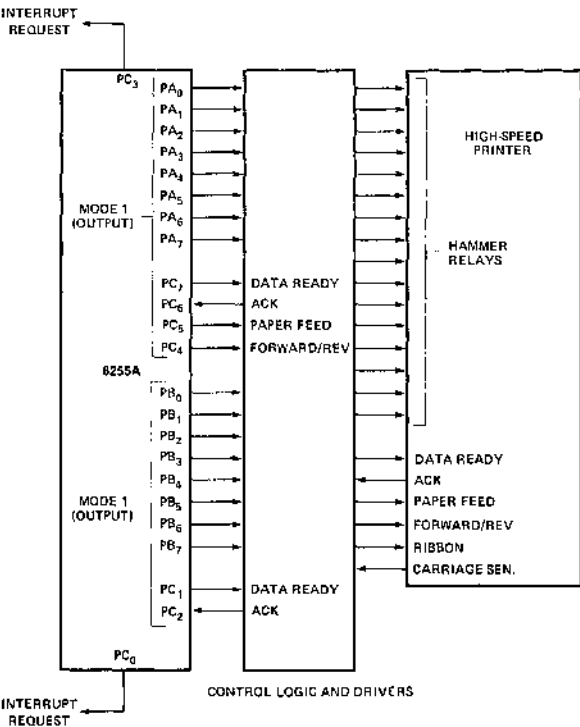 INTERRUPT
REQUEST
PC3
PA0
PA1
PA2
PA3
PA4
PA5
PA6
PA7
MODE 1
(OUTPUT)
PC7
PC6
PC5
PC4
DATA READY
ACK
PAPER FEED
FORWARD/REV
8255A
PB0
PB1
PB2
PB3
PB4
PB5
PB6
PB7
MODE 1
(OUTPUT)
PC1
PC2
DATA READY
ACK
PC0
INTERRUPT
REQUEST
CONTROL LOGIC AND DRIVERS
HIGH-SPEED
PRINTER
HAMMER
RELAYS
DATA READY
ACK
PAPER FEED
FORWARD/REV
RIBBON
CARRIAGE SEN.